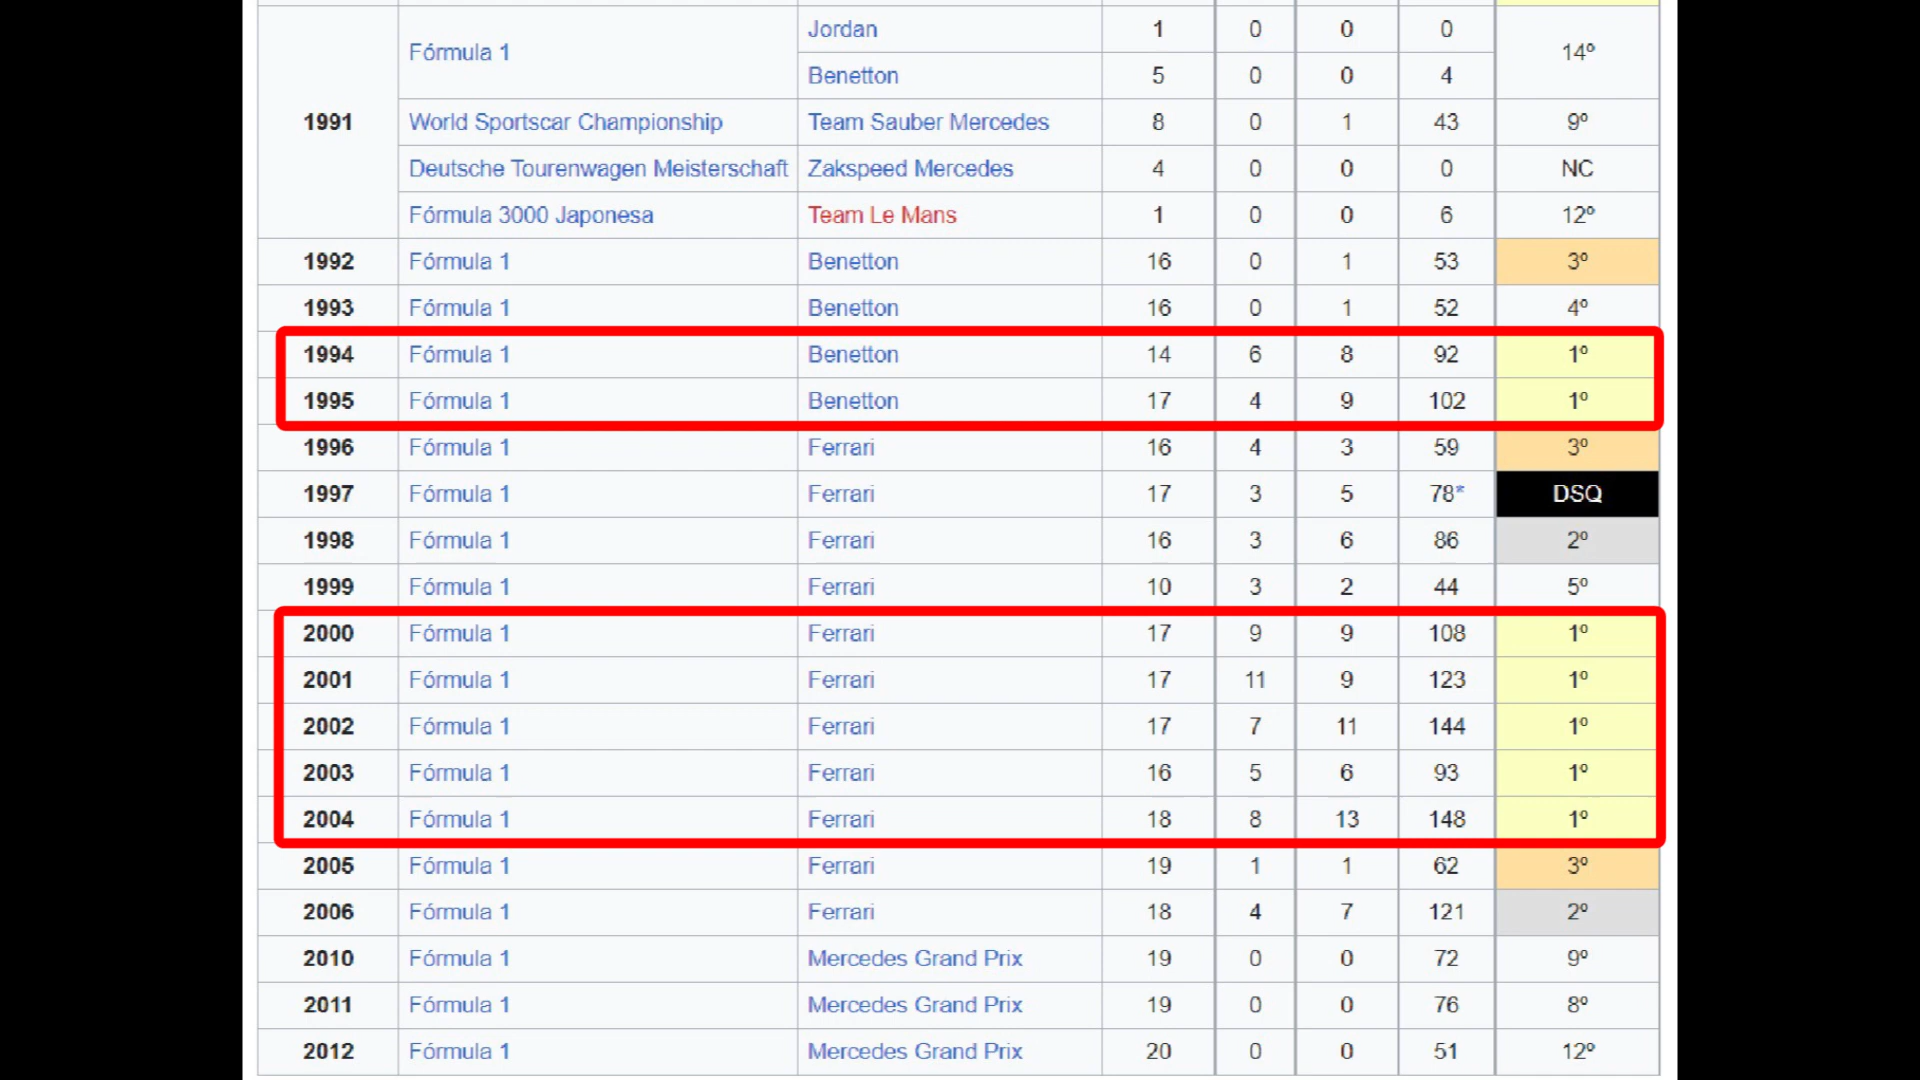 Jordan 1 0 0 0
Fórmula 1 14º
Benetton 5 0 0 4
1991 World Sportscar Championship Team Sauber Mercedes 8 0 1 43 9º
Deutsche Tourenwagen Meisterschaft Zakspeed Mercedes 4 0 0 0 NC
Fórmula 3000 Japonesa Team Le Mans 1 0 0 6 12º
1992 Fórmula 1 Benetton 16 0 1 53 3º
1993 Fórmula 1 Benetton 16 0 1 52 4º
1994 Fórmula 1 Benetton 14 6 8 92 1º
1995 Fórmula 1 Benetton 17 4 9 102 1º
1996 Fórmula 1 Ferrari 16 4 3 59 3º
1997 Fórmula 1 Ferrari 17 3 5 78* DSQ
1998 Fórmula 1 Ferrari 16 3 6 86 2º
1999 Fórmula 1 Ferrari 10 3 2 44 5º
2000 Fórmula 1 Ferrari 17 9 9 108 1º
2001 Fórmula 1 Ferrari 17 11 9 123 1º
2002 Fórmula 1 Ferrari 17 7 11 144 1º
2003 Fórmula 1 Ferrari 16 5 6 93 1º
2004 Fórmula 1 Ferrari 18 8 13 148 1º
2005 Fórmula 1 Ferrari 19 1 1 62 3º
2006 Fórmula 1 Ferrari 18 4 7 121 2º
2010 Fórmula 1 Mercedes Grand Prix 19 0 0 72 9º
2011 Fórmula 1 Mercedes Grand Prix 19 0 0 76 8º
2012 Fórmula 1 Mercedes Grand Prix 20 0 0 51 12º